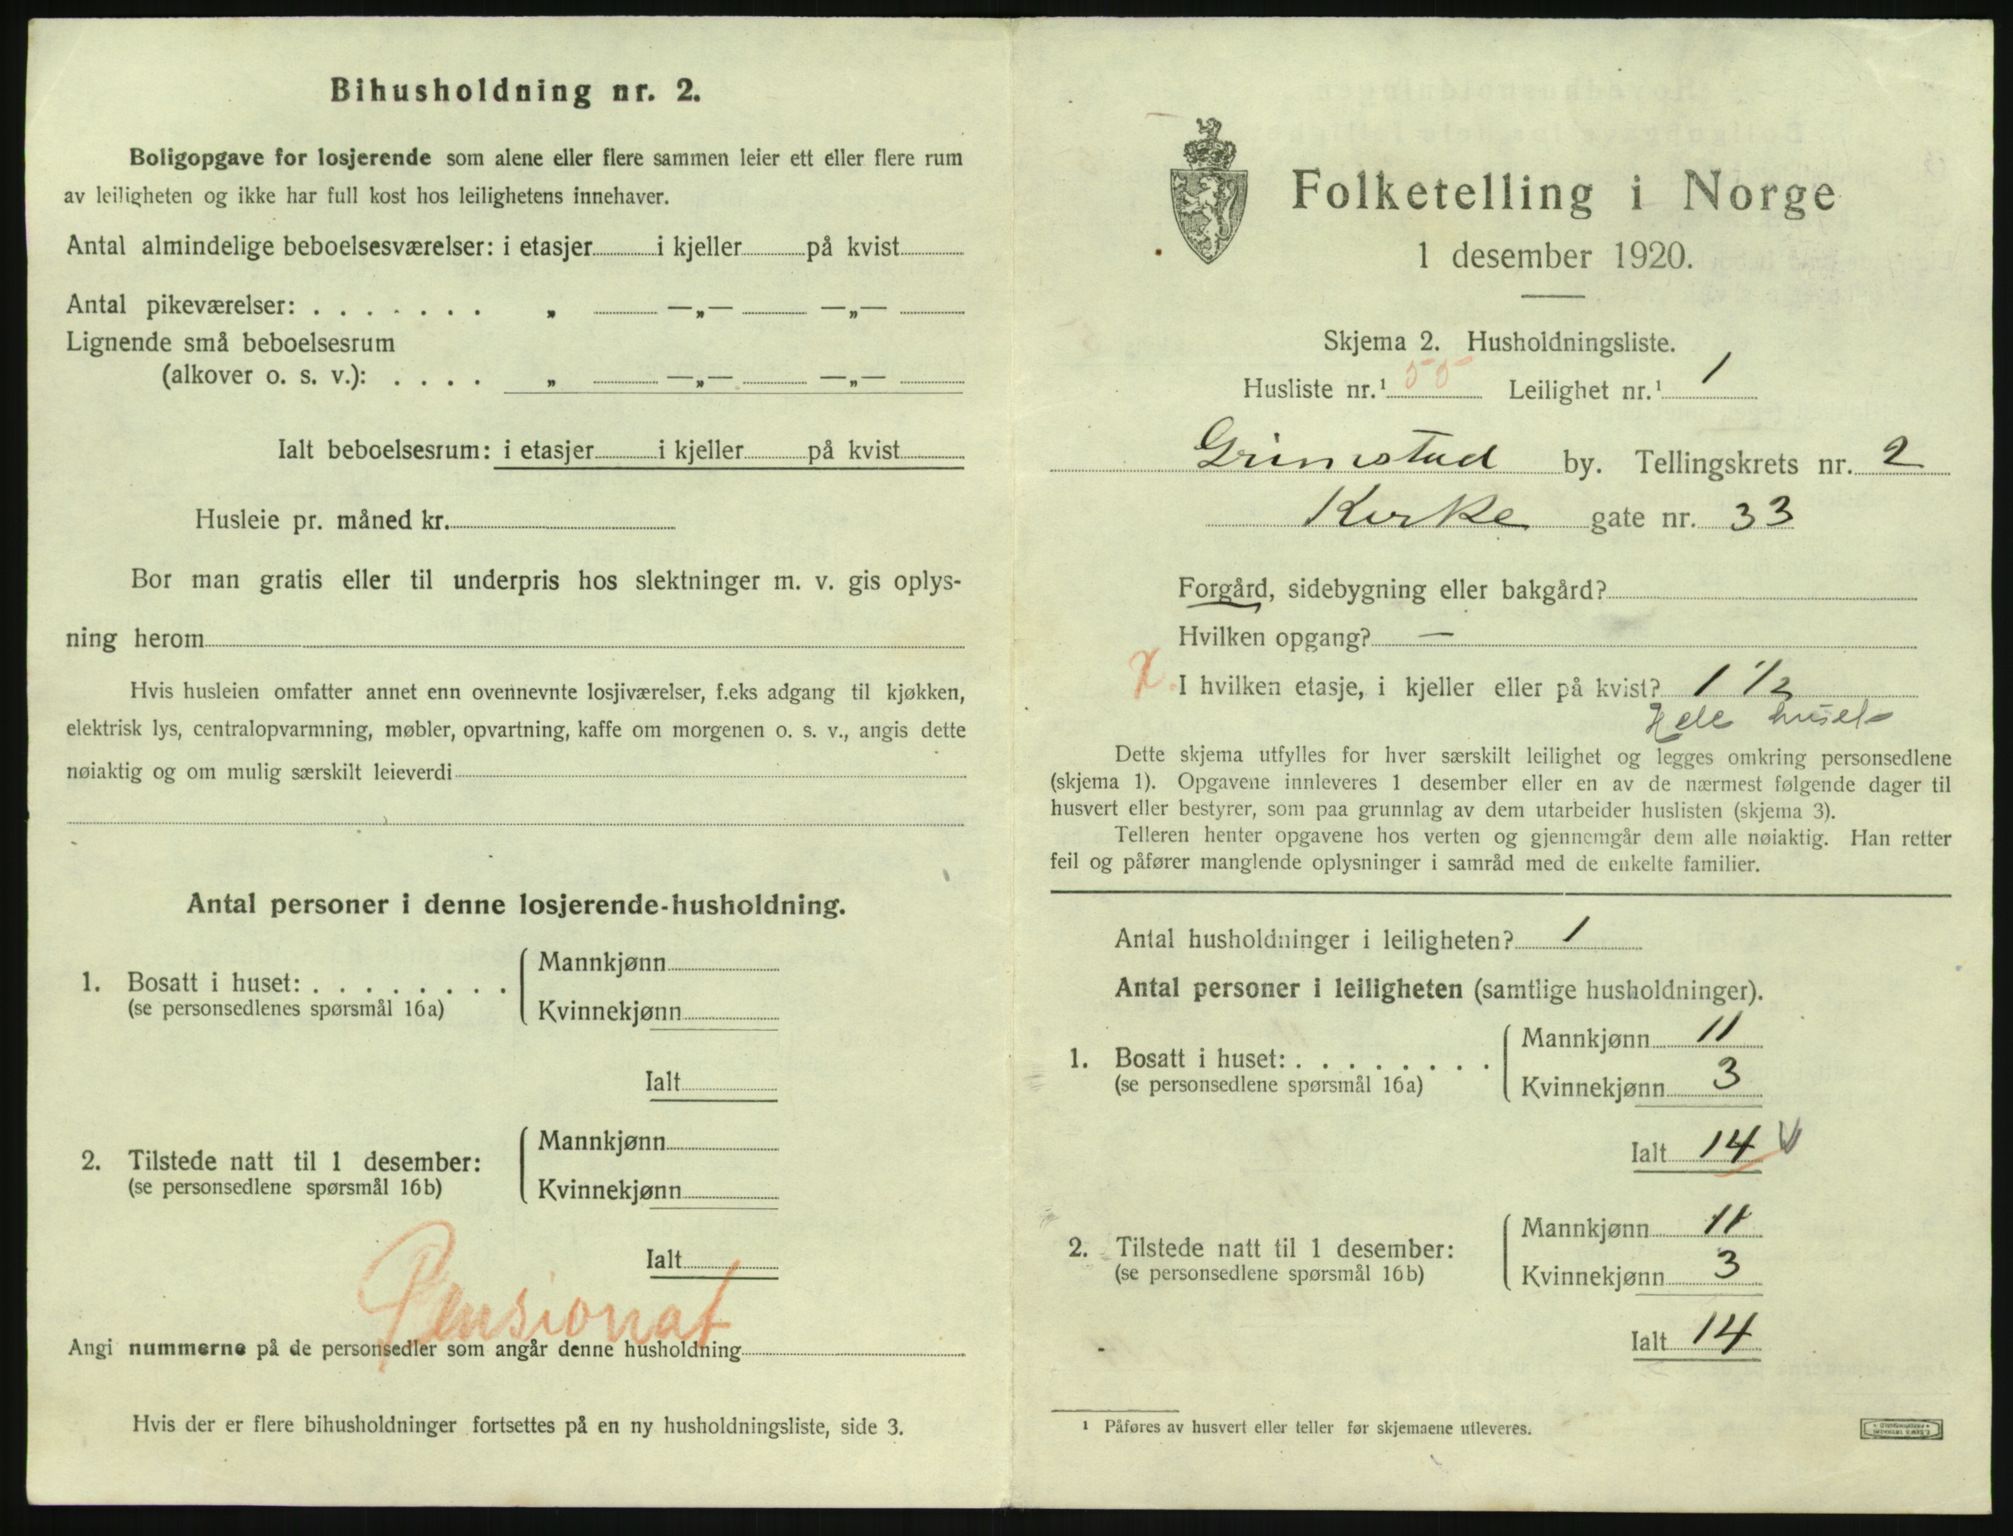 Bihusholdning nr. 2.
Boligopgave for losjerende som alene eller flere sammen leier ett eller flere rum
av leiligheten og ikke har full kost hos leilighetens innehaver.
Antal almindelige beboelsesværelser: i etasjer i kjeller på kvist
Antal pikeværelser: . . . . . . . „ —„— —„—
Lignende små beboelsesrum
(alkover o. s. v.): . . . . „ —„— —„—
Ialt beboelsesrum: i etasjer i kjeller på kvist
Husleie pr. måned kr.
Bor man gratis eller til underpris hos slektninger m. v. gis oplys-
ning herom
Hvis husleien omfatter annet enn ovennevnte losjiværelser, f.eks adgang til kjøkken,
elektrisk lys, centralopvarmning, møbler, opvartning, kaffe om morgenen o. s. v., angis dette
nøiaktig og om mulig særskilt leieverdi
Antal personer i denne losjerende-husholdning.
1. Bosatt i huset: . . . . . . . . Mannkjønn
(se personsedlenes spørsmål 16a) Kvinnekjønn
Ialt
2. Tilstede natt til 1 desember: Mannkjønn
(se personsedlene spørsmål 16b) Kvinnekjønn
Ialt
Pensionat
Angi nummerne på de personsedler som angår denne husholdning
Hvis der er flere bihusholdninger fortsettes på en ny husholdningsliste, side 3.
Folketelling i Norge
1 desember 1920.
Skjema 2. Husholdningsliste.
Husliste nr.¹ 55 Leilighet nr.¹ 1
Grimstad by. Tellingskrets nr. 2
Kirke gate nr. 33
Forgård, sidebygning eller bakgård?
Hvilken opgang? —
X I hvilken etasje, i kjeller eller på kvist? 1 1/2
Hele huset
Dette skjema utfylles for hver særskilt leilighet og legges omkring personsedlene
(skjema 1). Opgavene innleveres 1 desember eller en av de nærmest følgende dager til
husvert eller bestyrer, som paa grunnlag av dem utarbeider huslisten (skjema 3).
Telleren henter opgavene hos verten og gjennemgår dem alle nøiaktig. Han retter
feil og påfører manglende oplysninger i samråd med de enkelte familier.
Antal husholdninger i leiligheten? 1
Antal personer i leiligheten (samtlige husholdninger).
1. Bosatt i huset: . . . . . . . . Mannkjønn 11
(se personsedlene spørsmål 16a) Kvinnekjønn 3
Ialt 14
2. Tilstede natt til 1 desember: Mannkjønn 11
(se personsedlene spørsmål 16b) Kvinnekjønn 3
Ialt 14
¹ Påføres av husvert eller teller før skjemaene utleveres.